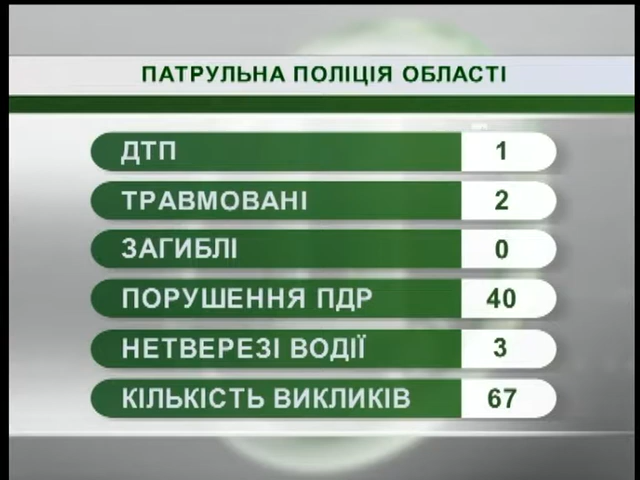 ПАТРУЛЬНА ПОЛІЦІЯ ОБЛАСТІ
ДТП 1
ТРАВМОВАНІ 2
ЗАГИБЛІ 0
ПОРУШЕННЯ ПДР 40
НЕТВЕРЕЗІ ВОДІЇ 3
КІЛЬКІСТЬ ВИКЛИКІВ 67